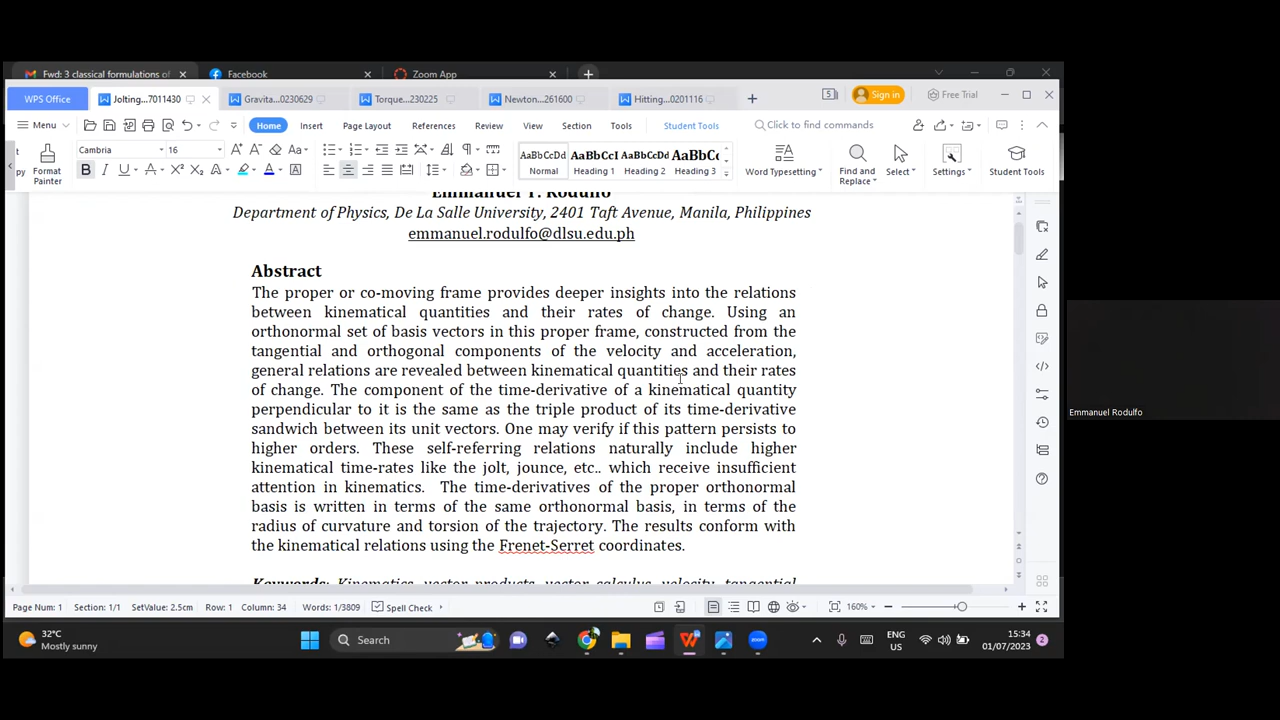 Fwd: 3 classical formulations of
Facebook
Zoom App
WPS Office
Jolting...7011430
Gravita...0230629
Torque...230225
Newton...261600
Hitting...0201116
Sign in
Free Trial
Menu
Home
Insert
Page Layout
References
Review
View
Section
Tools
Student Tools
Click to find commands
Format Painter
Cambria
16
AaBbCcDd
Normal
AaBbCcI
Heading 1
AaBbCcDd
Heading 2
AaBbCc
Heading 3
Word Typesetting
Find and Replace
Select
Settings
Student Tools
Emmanuel T. Rodulfo
Department of Physics, De La Salle University, 2401 Taft Avenue, Manila, Philippines
emmanuel.rodulfo@dlsu.edu.ph
Abstract
The proper or co-moving frame provides deeper insights into the relations
between kinematical quantities and their rates of change. Using an
orthonormal set of basis vectors in this proper frame, constructed from the
tangential and orthogonal components of the velocity and acceleration,
general relations are revealed between kinematical quantities and their rates
of change. The component of the time-derivative of a kinematical quantity
perpendicular to it is the same as the triple product of its time-derivative
sandwich between its unit vectors. One may verify if this pattern persists to
higher orders. These self-referring relations naturally include higher
kinematical time-rates like the jolt, jounce, etc.. which receive insufficient
attention in kinematics. The time-derivatives of the proper orthonormal
basis is written in terms of the same orthonormal basis, in terms of the
radius of curvature and torsion of the trajectory. The results conform with
the kinematical relations using the Frenet-Serret coordinates.
Keywords: Kinematics, vector products, vector calculus, velocity, tangential
Emmanuel Rodulfo
Page Num: 1
Section: 1/1
SetValue: 2.5cm
Row: 1
Column: 34
Words: 1/3809
Spell Check
160%
32°C
Mostly sunny
Search
ENG
US
15:34
01/07/2023
2